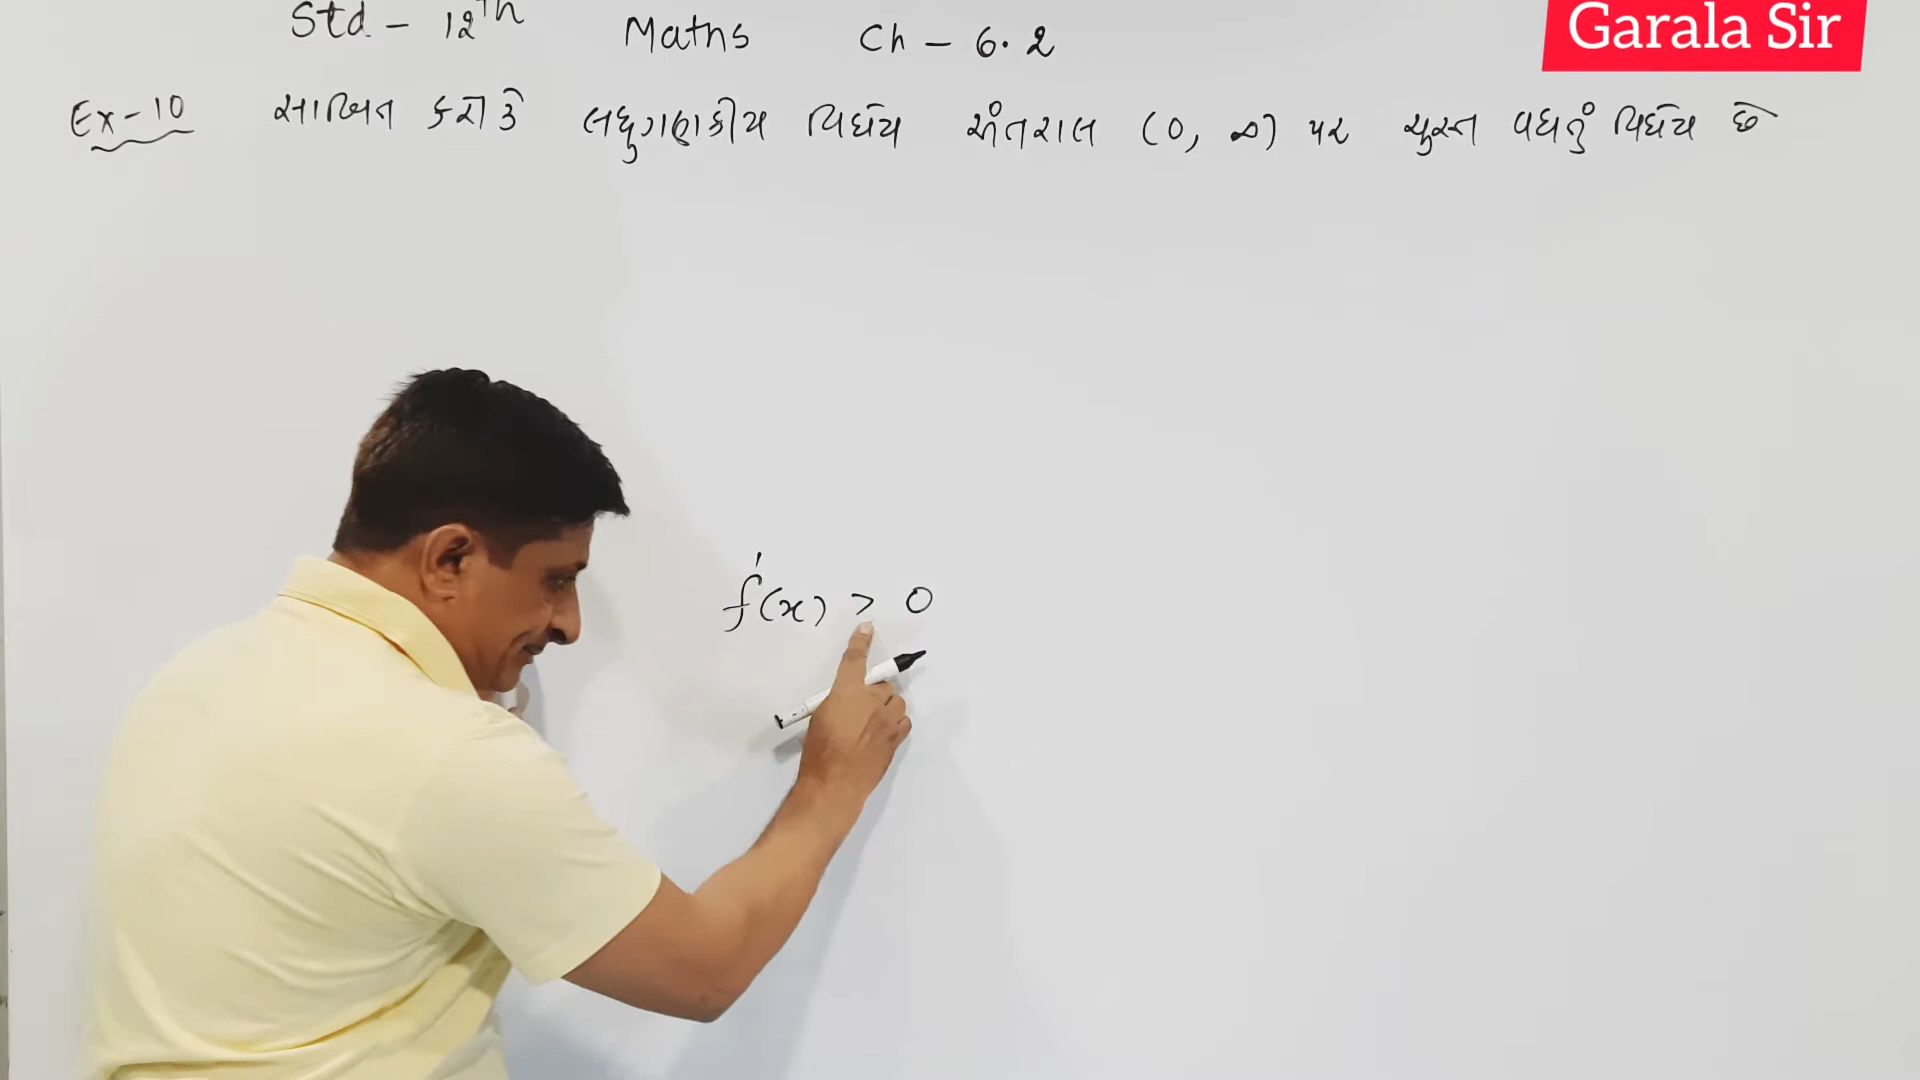 Std - 12th Maths Ch - 6.2
Garala Sir
Ex-10 સાબિત કરો કે લઘુગણકીય વિધેય અંતરાલ (0, ∞) પર ચુસ્ત વધતું વિધેય છે
f'(x) > 0